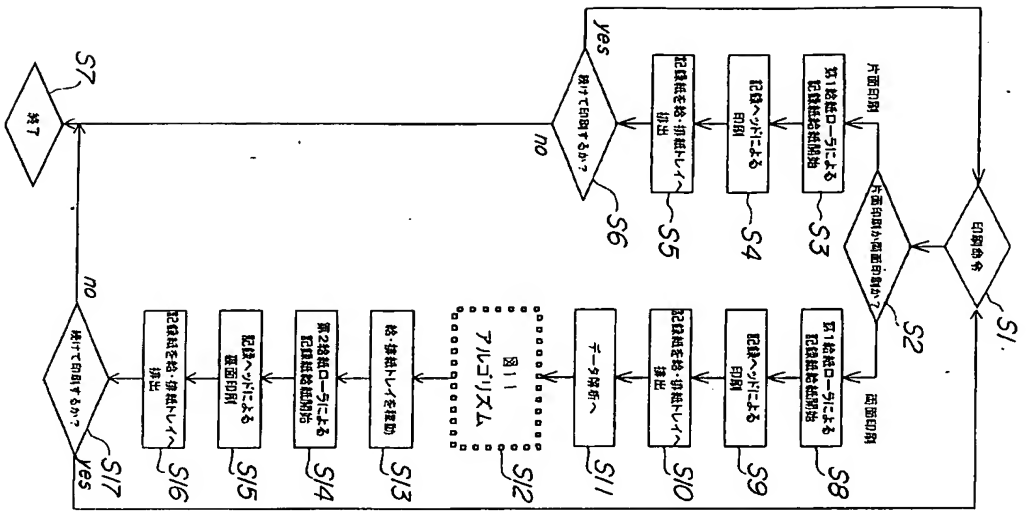 印刷命令
S1
片面印刷か両面印刷か?
S2
片面印刷
第1給紙ローラによる
記録紙給紙開始
S3
記録ヘッドによる
印刷
S4
記録紙を給・排紙トレイへ
排出
S5
続けて印刷するか?
S6
yes
no
終了
S7
両面印刷
第1給紙ローラによる
記録紙給紙開始
S8
記録ヘッドによる
印刷
S9
記録紙を給・排紙トレイへ
排出
S10
データ解析へ
S11
図11
アルゴリズム
S12
給・排紙トレイを移動
S13
第2給紙ローラによる
記録紙給紙開始
S14
記録ヘッドによる
裏面印刷
S15
記録紙を給・排紙トレイへ
排出
S16
続けて印刷するか?
S17
no
yes